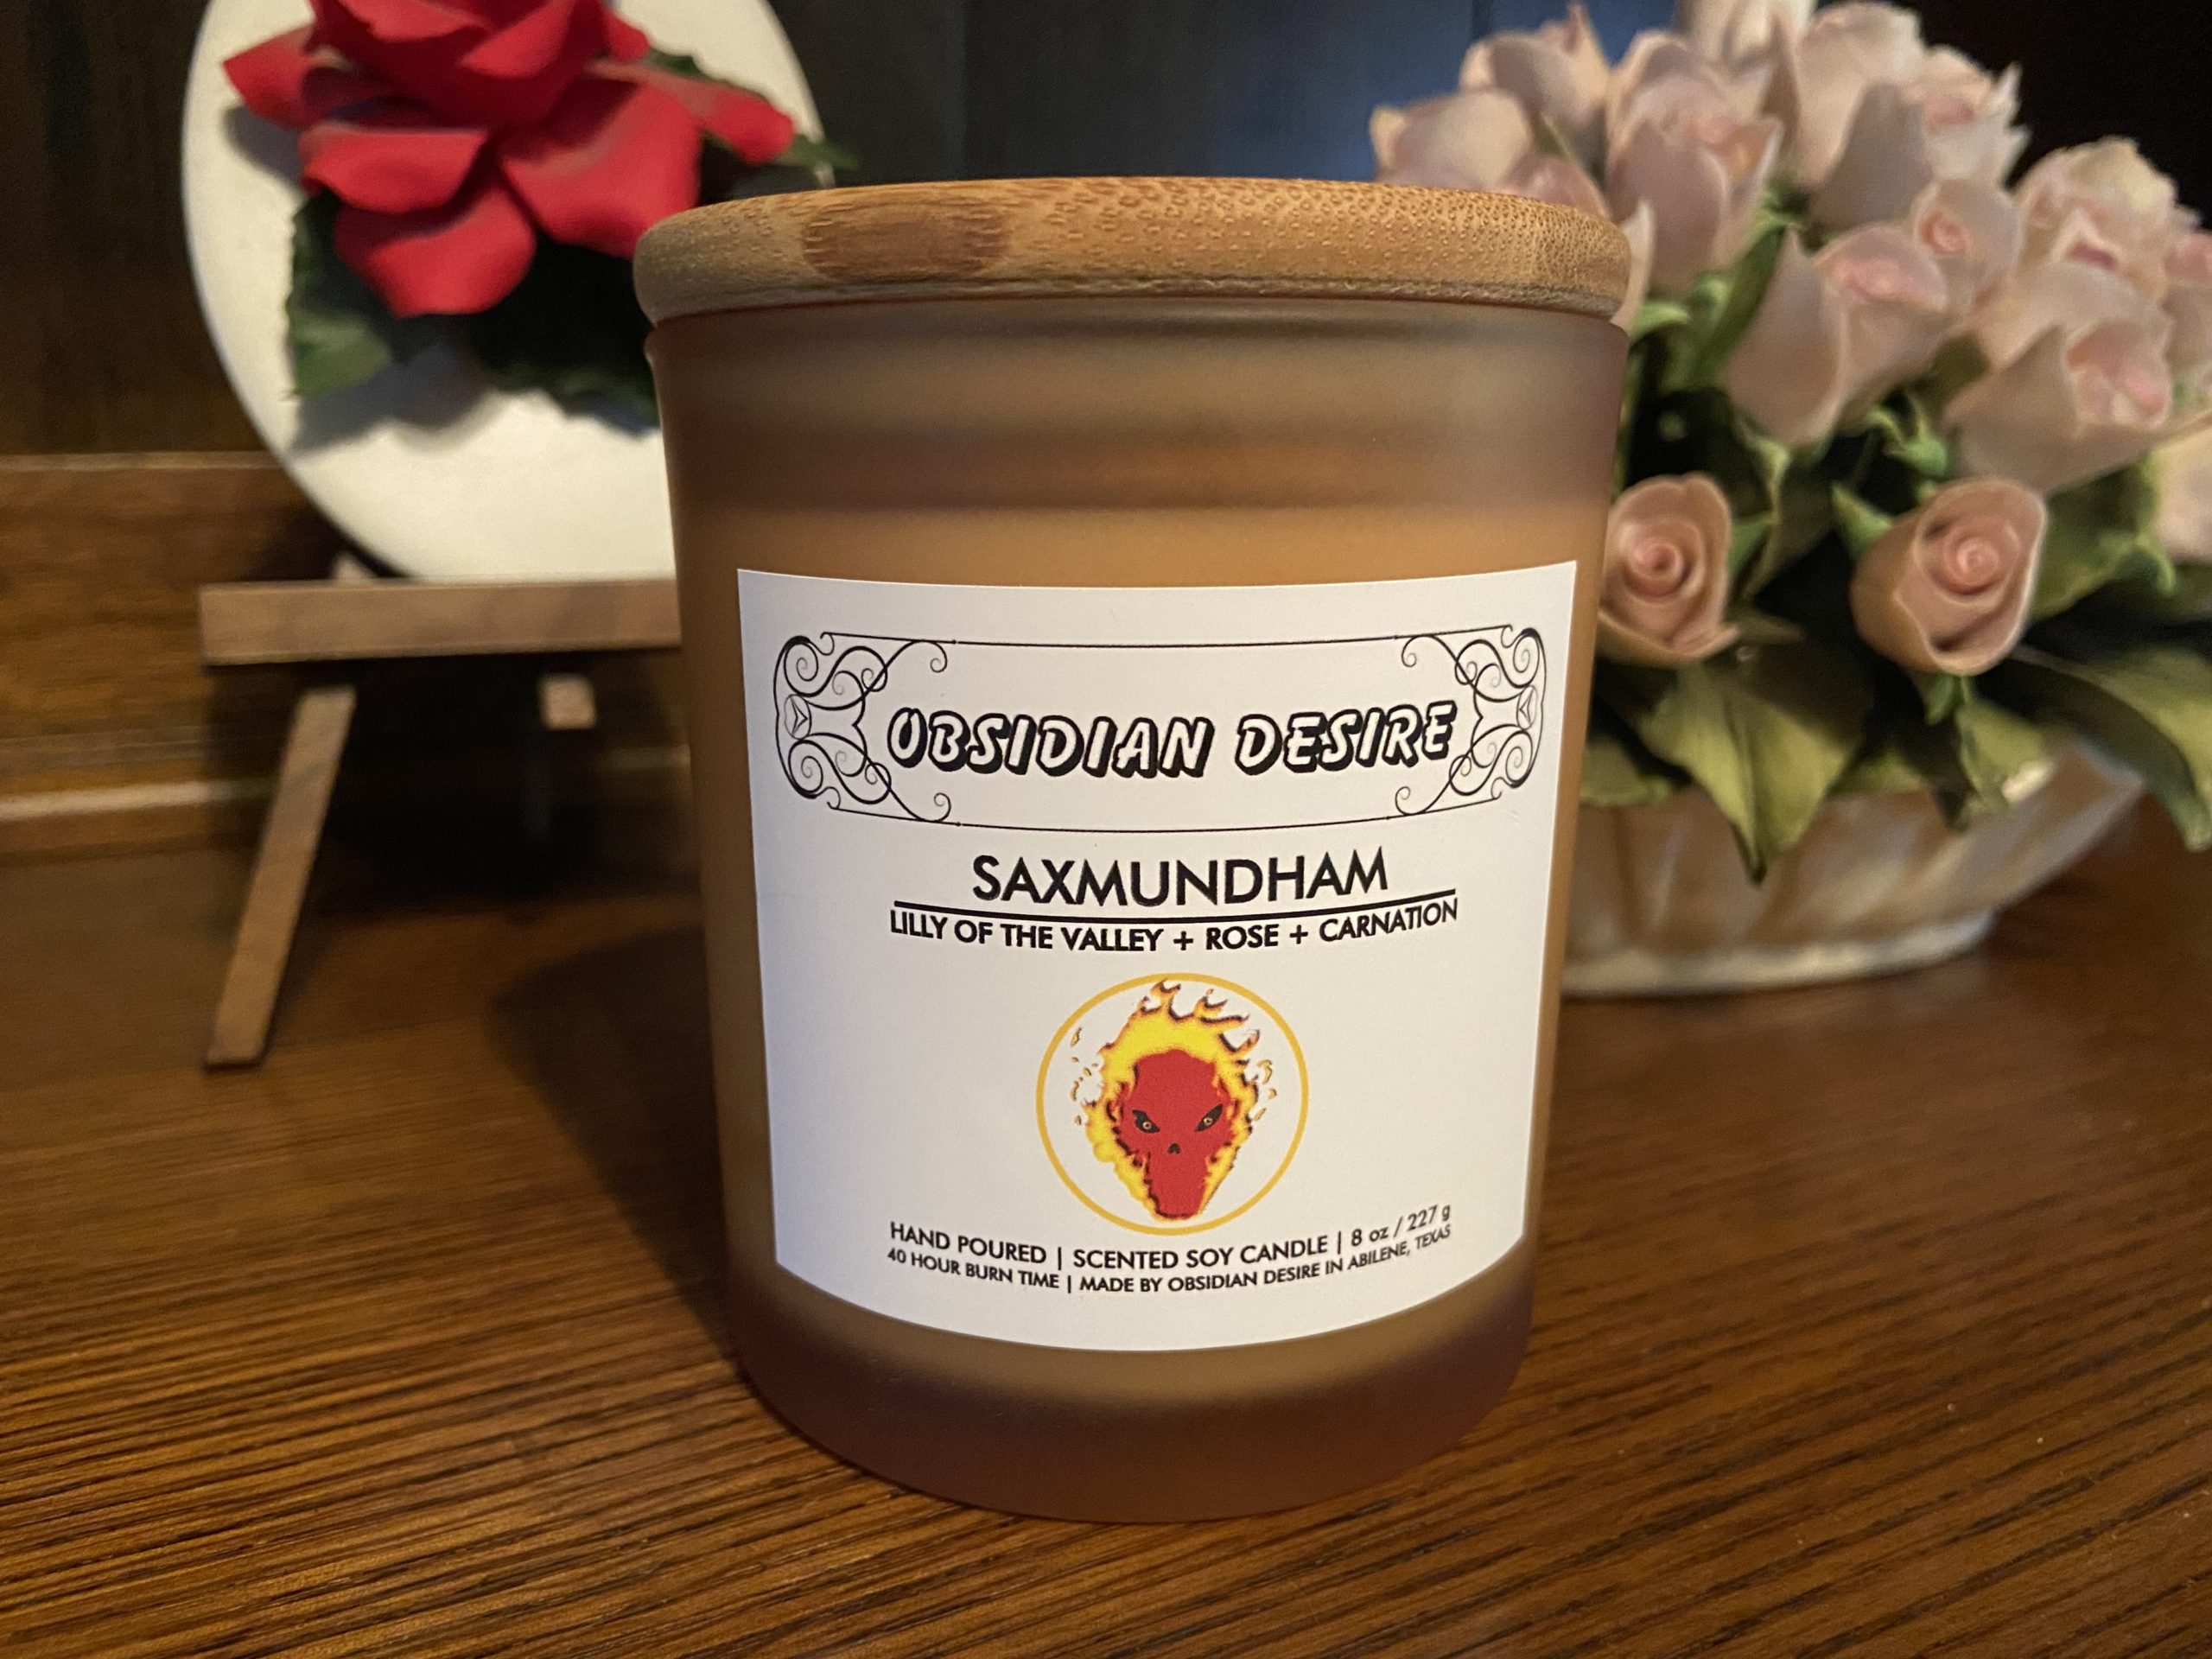 OBSIDIAN DESIRE
SAXMUNDHAM
LILLY OF THE VALLEY + ROSE + CARNATION
HAND POURED | SCENTED SOY CANDLE | 8 oz / 227 g
40 HOUR BURN TIME | MADE BY OBSIDIAN DESIRE IN ABILENE, TEXAS